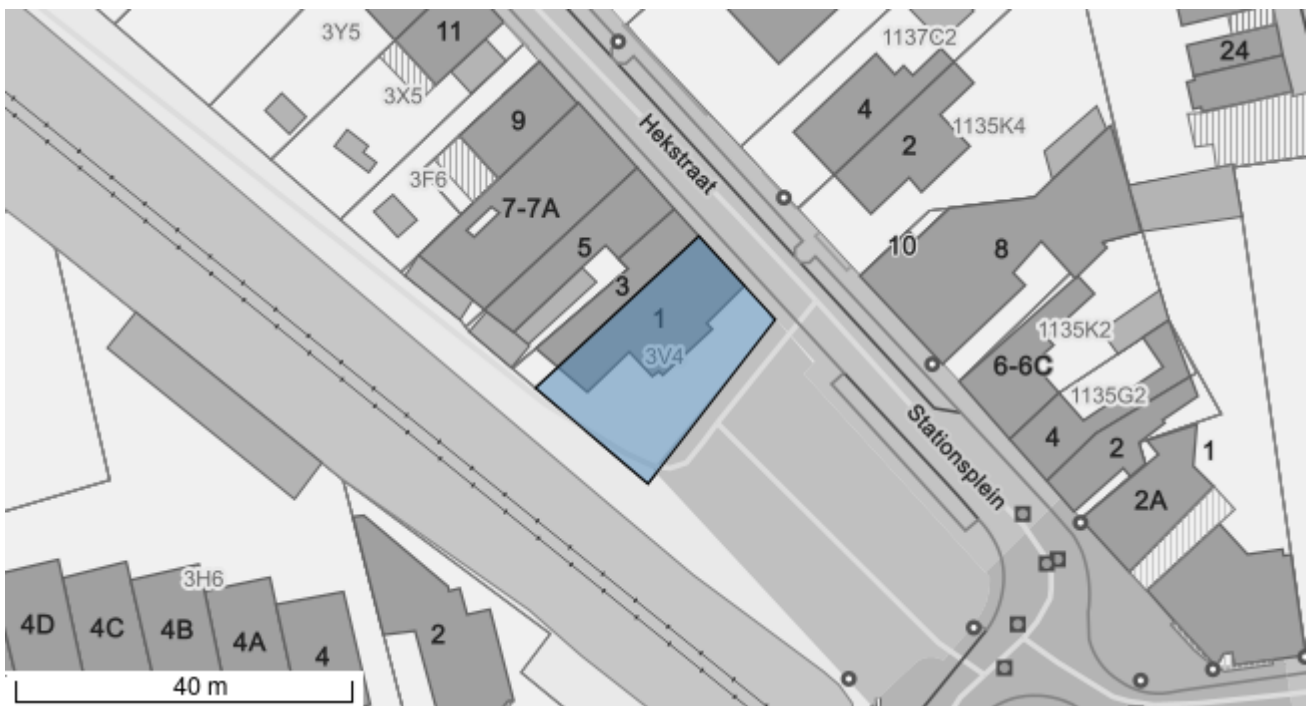 3Y5
11
1137C2
24
3X5
4
9
2
1135K4
Hekstraat
3F6
7-7A
5
10
8
3
1
3V4
1135K2
6-6C
1135G2
Stationsplein
4
2
1
2A
3H6
4D
4C
4B
4A
4
2
40 m